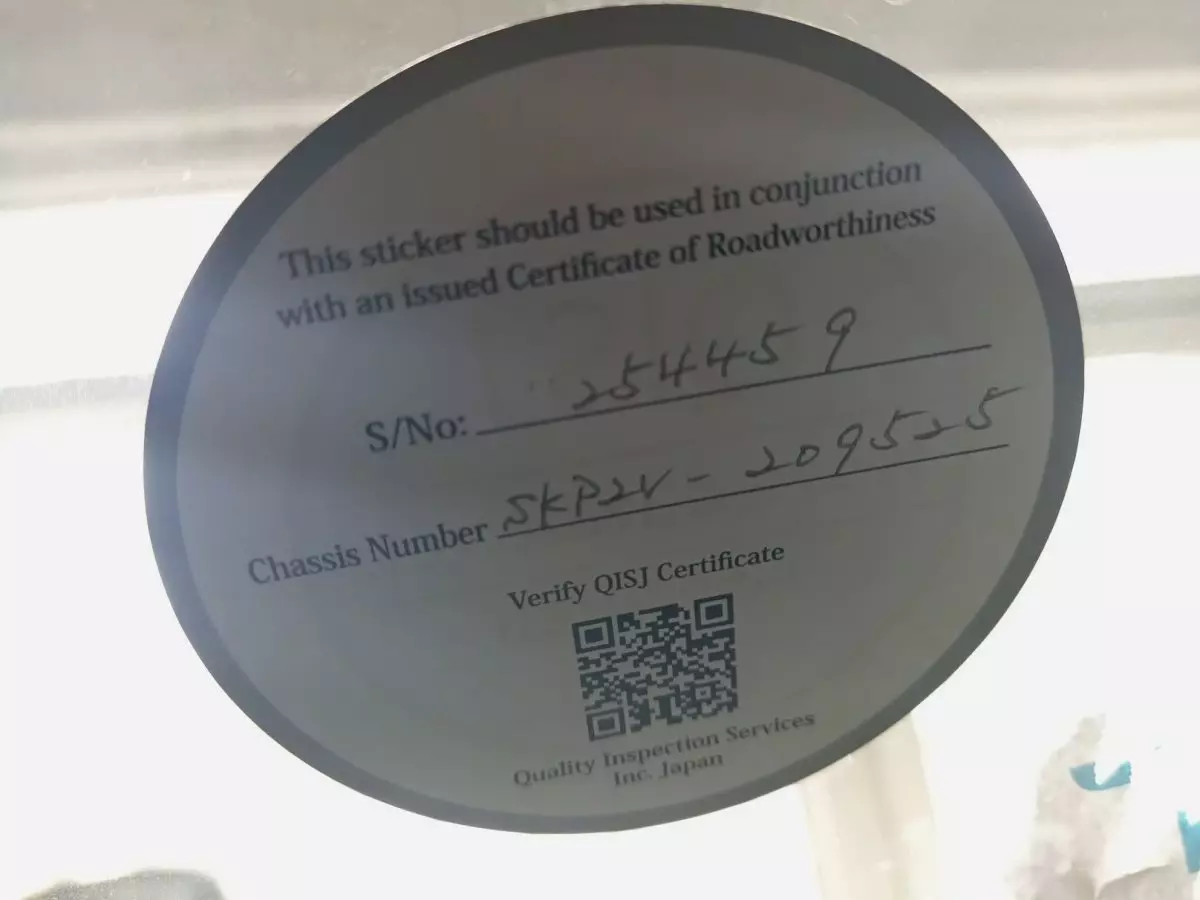 This sticker should be used in conjunction
with an issued Certificate of Roadworthiness
S/No: 254459
Chassis Number SKP2V - 209525
Verify QISJ Certificate
Quality Inspection Services
Inc. Japan